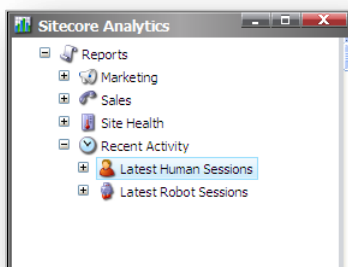 Sitecore Analytics
Reports
Marketing
Sales
Site Health
Recent Activity
Latest Human Sessions
Latest Robot Sessions